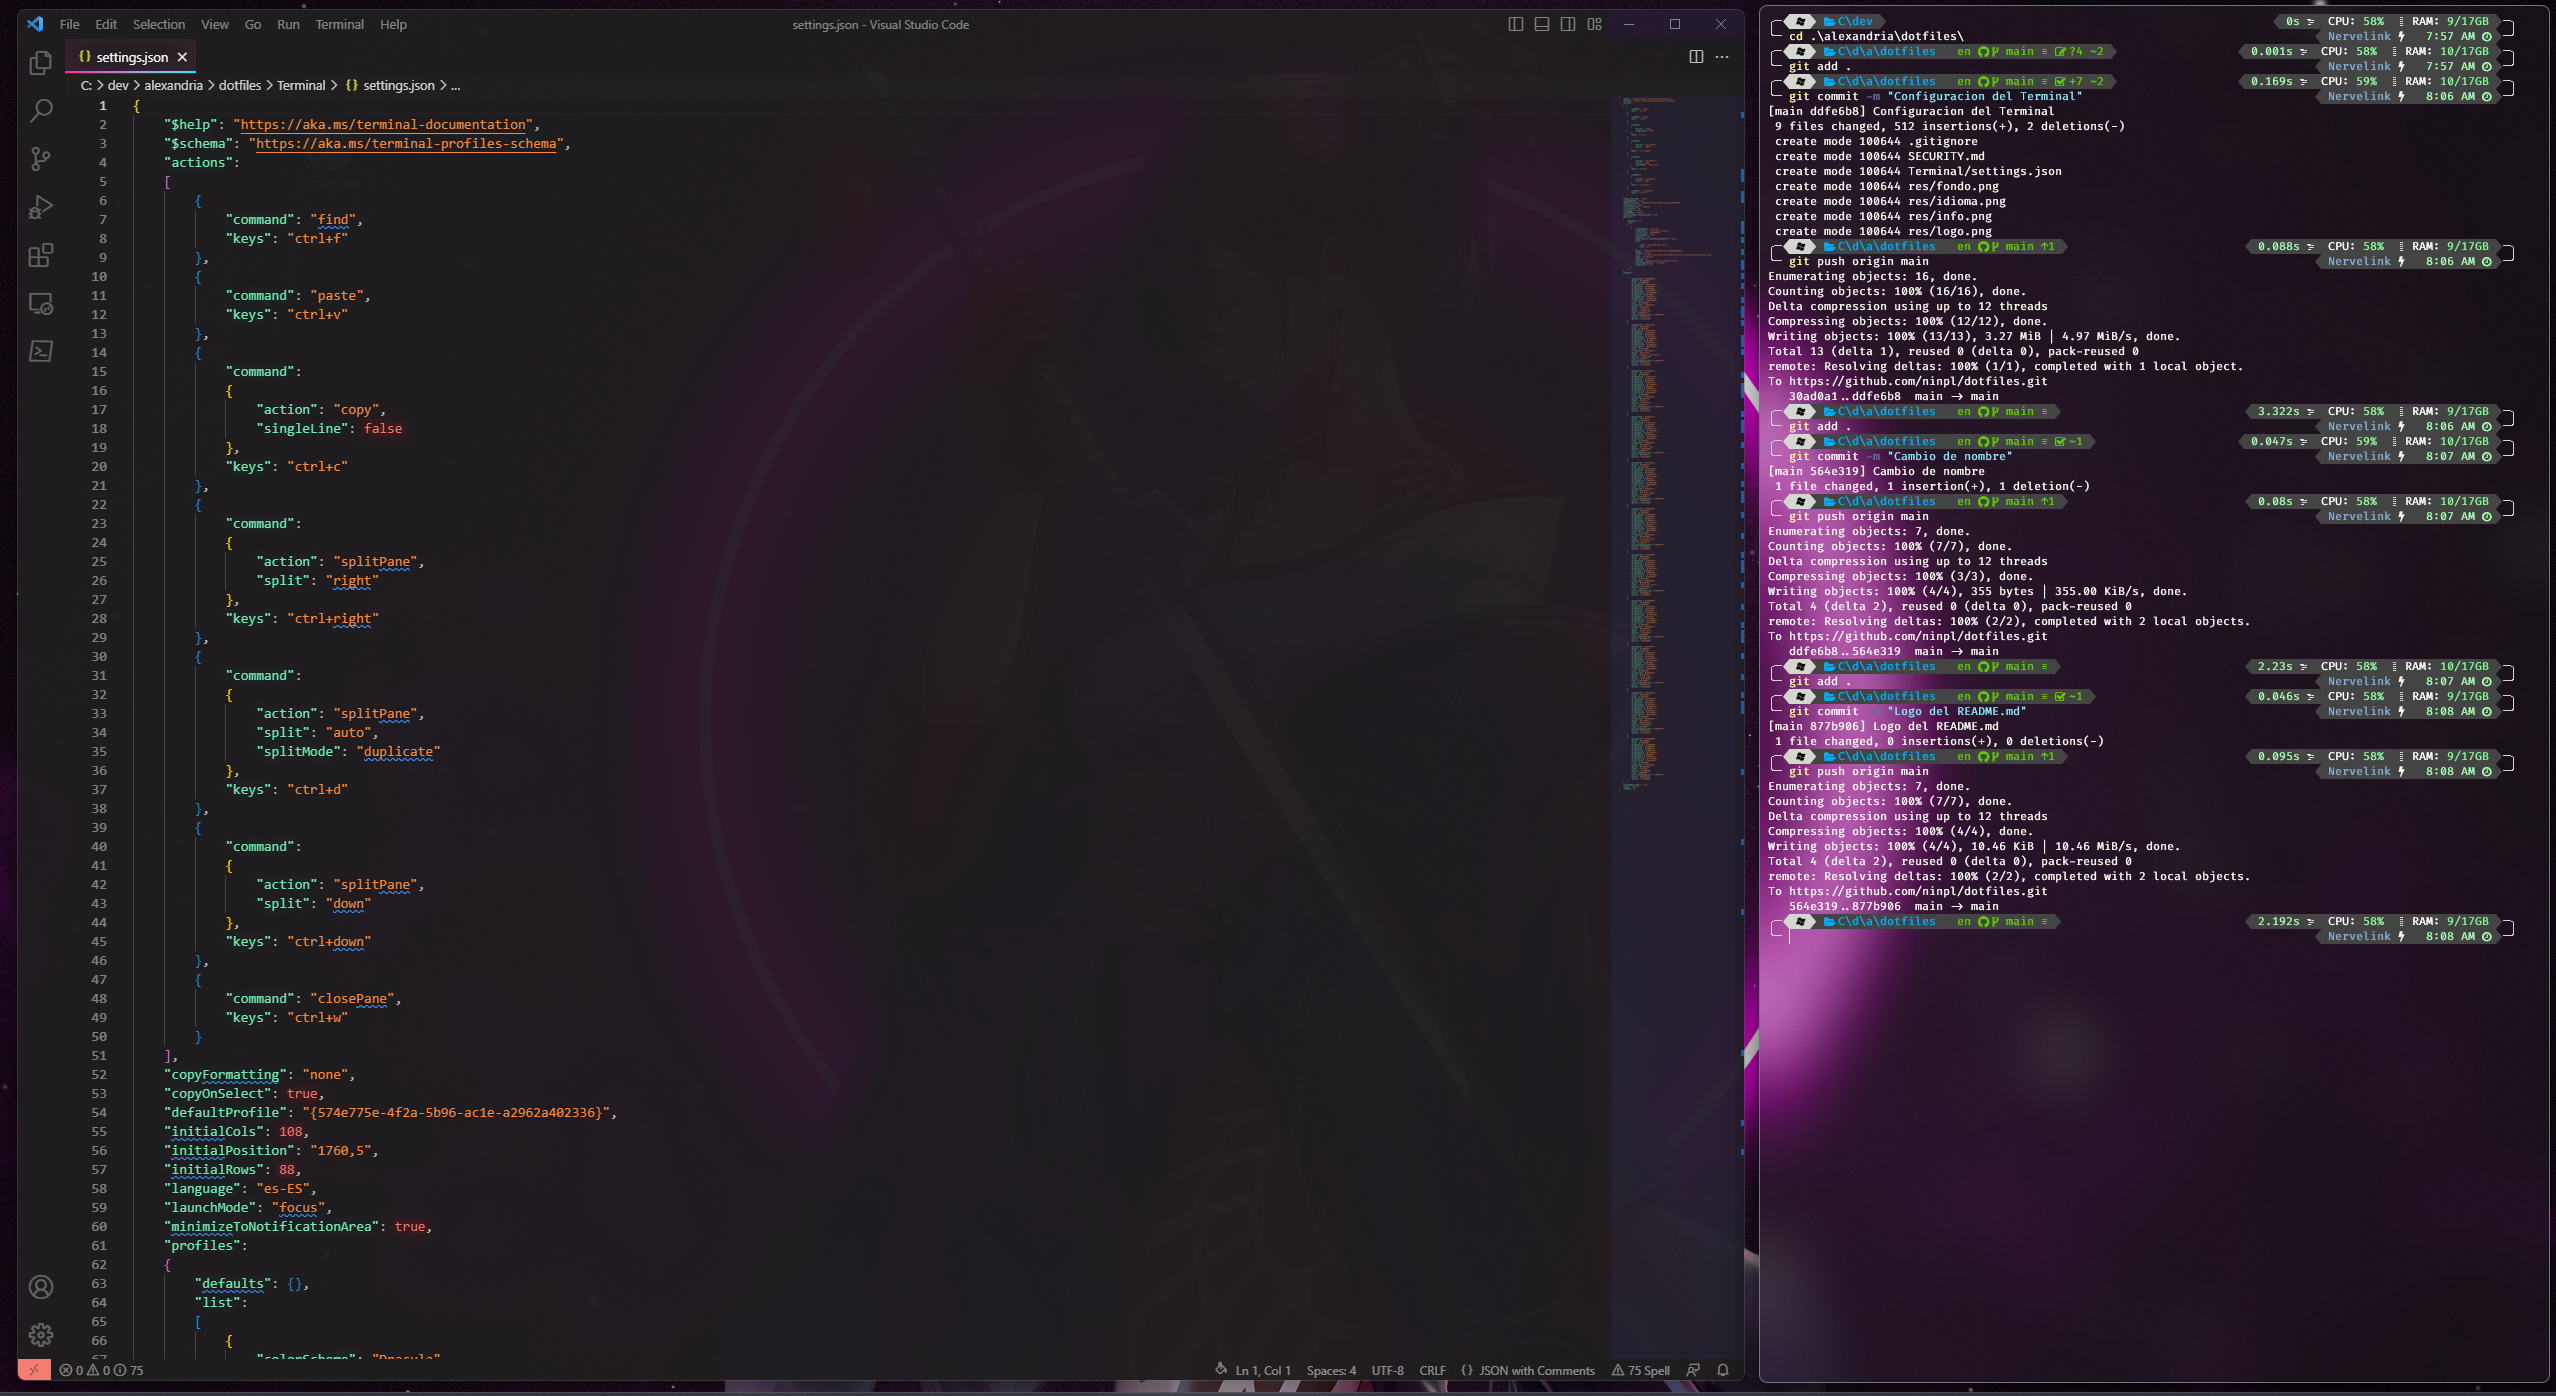 File Edit Selection View Go Run Terminal Help
settings.json - Visual Studio Code
{} settings.json
C: > dev > alexandria > dotfiles > Terminal > {} settings.json > ...
1 {
2 "$help": "https://aka.ms/terminal-documentation",
3 "$schema": "https://aka.ms/terminal-profiles-schema",
4 "actions":
5 [
6 {
7 "command": "find",
8 "keys": "ctrl+f"
9 },
10 {
11 "command": "paste",
12 "keys": "ctrl+v"
13 },
14 {
15 "command":
16 {
17 "action": "copy",
18 "singleLine": false
19 },
20 "keys": "ctrl+c"
21 },
22 {
23 "command":
24 {
25 "action": "splitPane",
26 "split": "right"
27 },
28 "keys": "ctrl+right"
29 },
30 {
31 "command":
32 {
33 "action": "splitPane",
34 "split": "auto",
35 "splitMode": "duplicate"
36 },
37 "keys": "ctrl+d"
38 },
39 {
40 "command":
41 {
42 "action": "splitPane",
43 "split": "down"
44 },
45 "keys": "ctrl+down"
46 },
47 {
48 "command": "closePane",
49 "keys": "ctrl+w"
50 }
51 ],
52 "copyFormatting": "none",
53 "copyOnSelect": true,
54 "defaultProfile": "{574e775e-4f2a-5b96-ac1e-a2962a402336}",
55 "initialCols": 108,
56 "initialPosition": "1760,5",
57 "initialRows": 88,
58 "language": "es-ES",
59 "launchMode": "focus",
60 "minimizeToNotificationArea": true,
61 "profiles":
62 {
63 "defaults": {},
64 "list":
65 [
66 {
67 "colorScheme": "Dracula"
0 0 75
Ln 1, Col 1 Spaces: 4 UTF-8 CRLF {} JSON with Comments 75 Spell
C\dev 0s CPU: 58% RAM: 9/17GB
cd .\alexandria\dotfiles\ Nervelink 7:57 AM
C\d\a\dotfiles en main ≡ ?4 ~2 0.001s CPU: 58% RAM: 10/17GB
git add . Nervelink 7:57 AM
C\d\a\dotfiles en main ≡ +7 ~2 0.169s CPU: 59% RAM: 10/17GB
git commit -m "Configuracion del Terminal" Nervelink 8:06 AM
[main ddfe6b8] Configuracion del Terminal
9 files changed, 512 insertions(+), 2 deletions(-)
create mode 100644 .gitignore
create mode 100644 SECURITY.md
create mode 100644 Terminal/settings.json
create mode 100644 res/fondo.png
create mode 100644 res/idioma.png
create mode 100644 res/info.png
create mode 100644 res/logo.png
C\d\a\dotfiles en main ↑1 0.088s CPU: 58% RAM: 9/17GB
git push origin main Nervelink 8:06 AM
Enumerating objects: 16, done.
Counting objects: 100% (16/16), done.
Delta compression using up to 12 threads
Compressing objects: 100% (12/12), done.
Writing objects: 100% (13/13), 3.27 MiB | 4.97 MiB/s, done.
Total 13 (delta 1), reused 0 (delta 0), pack-reused 0
remote: Resolving deltas: 100% (1/1), completed with 1 local object.
To https://github.com/ninpl/dotfiles.git
30ad0a1..ddfe6b8 main -> main
C\d\a\dotfiles en main ≡ 3.322s CPU: 58% RAM: 9/17GB
git add . Nervelink 8:06 AM
C\d\a\dotfiles en main ≡ ~1 0.047s CPU: 59% RAM: 10/17GB
git commit -m "Cambio de nombre" Nervelink 8:07 AM
[main 564e319] Cambio de nombre
1 file changed, 1 insertion(+), 1 deletion(-)
C\d\a\dotfiles en main ↑1 0.08s CPU: 58% RAM: 10/17GB
git push origin main Nervelink 8:07 AM
Enumerating objects: 7, done.
Counting objects: 100% (7/7), done.
Delta compression using up to 12 threads
Compressing objects: 100% (3/3), done.
Writing objects: 100% (4/4), 355 bytes | 355.00 KiB/s, done.
Total 4 (delta 2), reused 0 (delta 0), pack-reused 0
remote: Resolving deltas: 100% (2/2), completed with 2 local objects.
To https://github.com/ninpl/dotfiles.git
ddfe6b8..564e319 main -> main
C\d\a\dotfiles en main ≡ 2.23s CPU: 58% RAM: 10/17GB
git add . Nervelink 8:07 AM
C\d\a\dotfiles en main ≡ ~1 0.046s CPU: 58% RAM: 9/17GB
git commit "Logo del README.md" Nervelink 8:08 AM
[main 877b906] Logo del README.md
1 file changed, 0 insertions(+), 0 deletions(-)
C\d\a\dotfiles en main ↑1 0.095s CPU: 58% RAM: 9/17GB
git push origin main Nervelink 8:08 AM
Enumerating objects: 7, done.
Counting objects: 100% (7/7), done.
Delta compression using up to 12 threads
Compressing objects: 100% (4/4), done.
Writing objects: 100% (4/4), 10.46 KiB | 10.46 MiB/s, done.
Total 4 (delta 2), reused 0 (delta 0), pack-reused 0
remote: Resolving deltas: 100% (2/2), completed with 2 local objects.
To https://github.com/ninpl/dotfiles.git
564e319..877b906 main -> main
C\d\a\dotfiles en main ≡ 2.192s CPU: 58% RAM: 9/17GB
Nervelink 8:08 AM